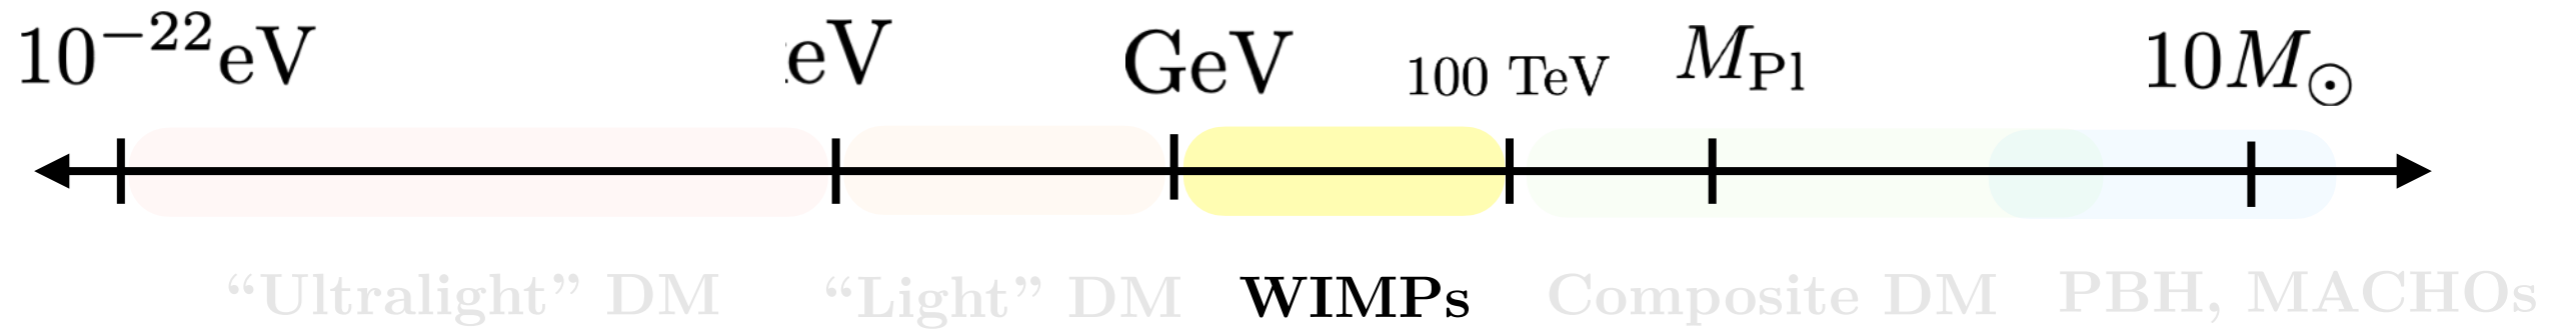 10⁻²²eV eV GeV 100 TeV M_Pl 10M_⊙
“Ultralight” DM “Light” DM WIMPs Composite DM PBH, MACHOs